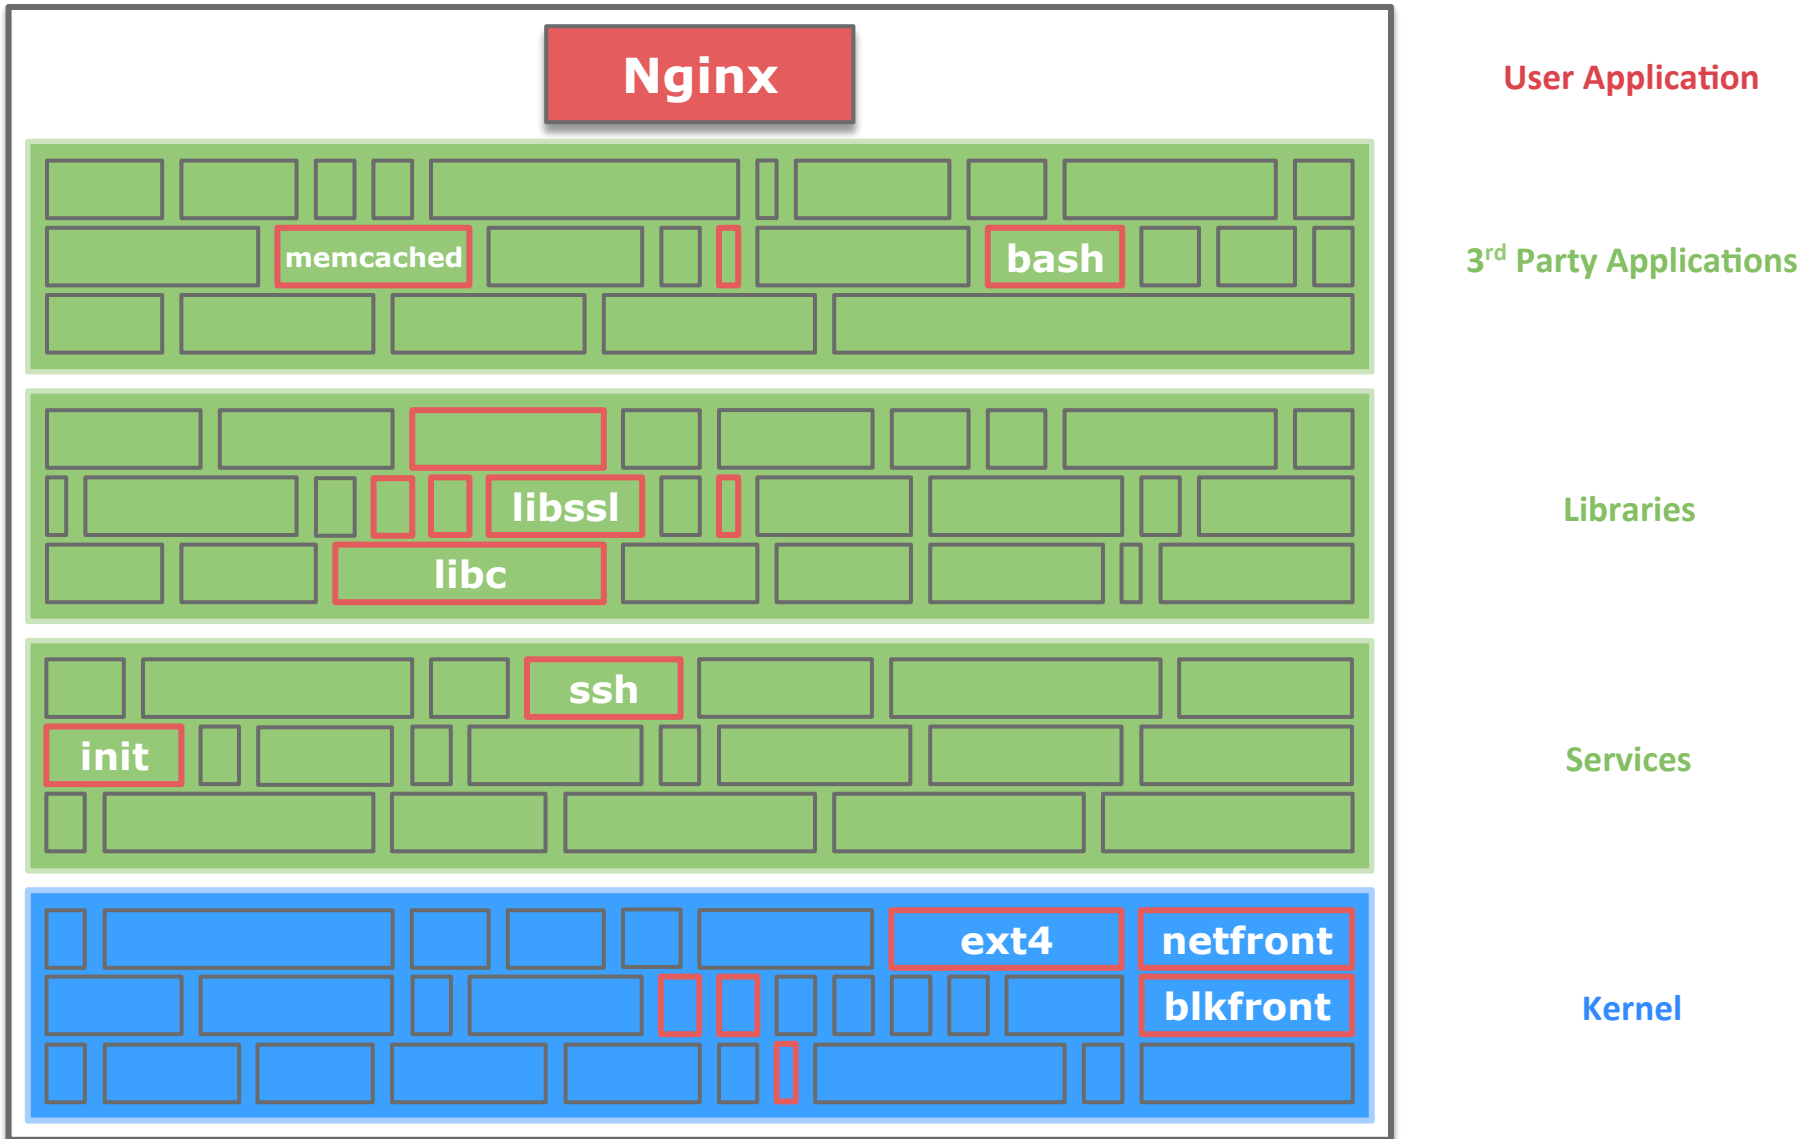 Nginx
User Application
memcached
bash
3rd Party Applications
libssl
Libraries
libc
ssh
init
Services
ext4
netfront
blkfront
Kernel